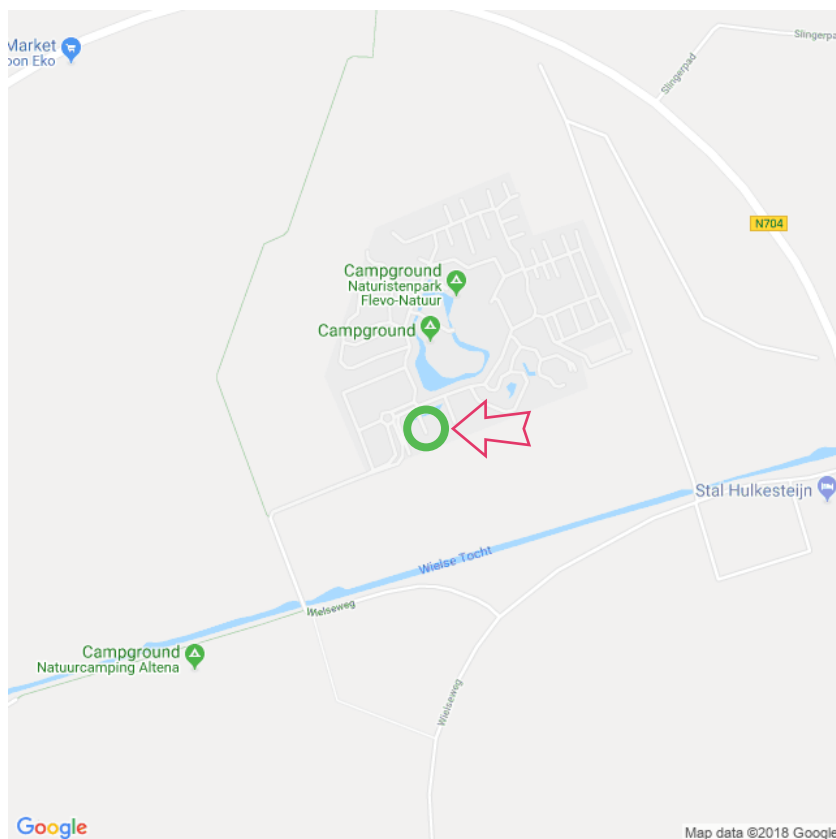 Market
oon Eko
Slingerpa
Slingerpad
N704
Campground
Naturistenpark
Flevo-Natuur
Campground
Stal Hulkesteijn
Wielse Tocht
Wielseweg
Campground
Natuurcamping Altena
Wielseweg
Google
Map data ©2018 Google